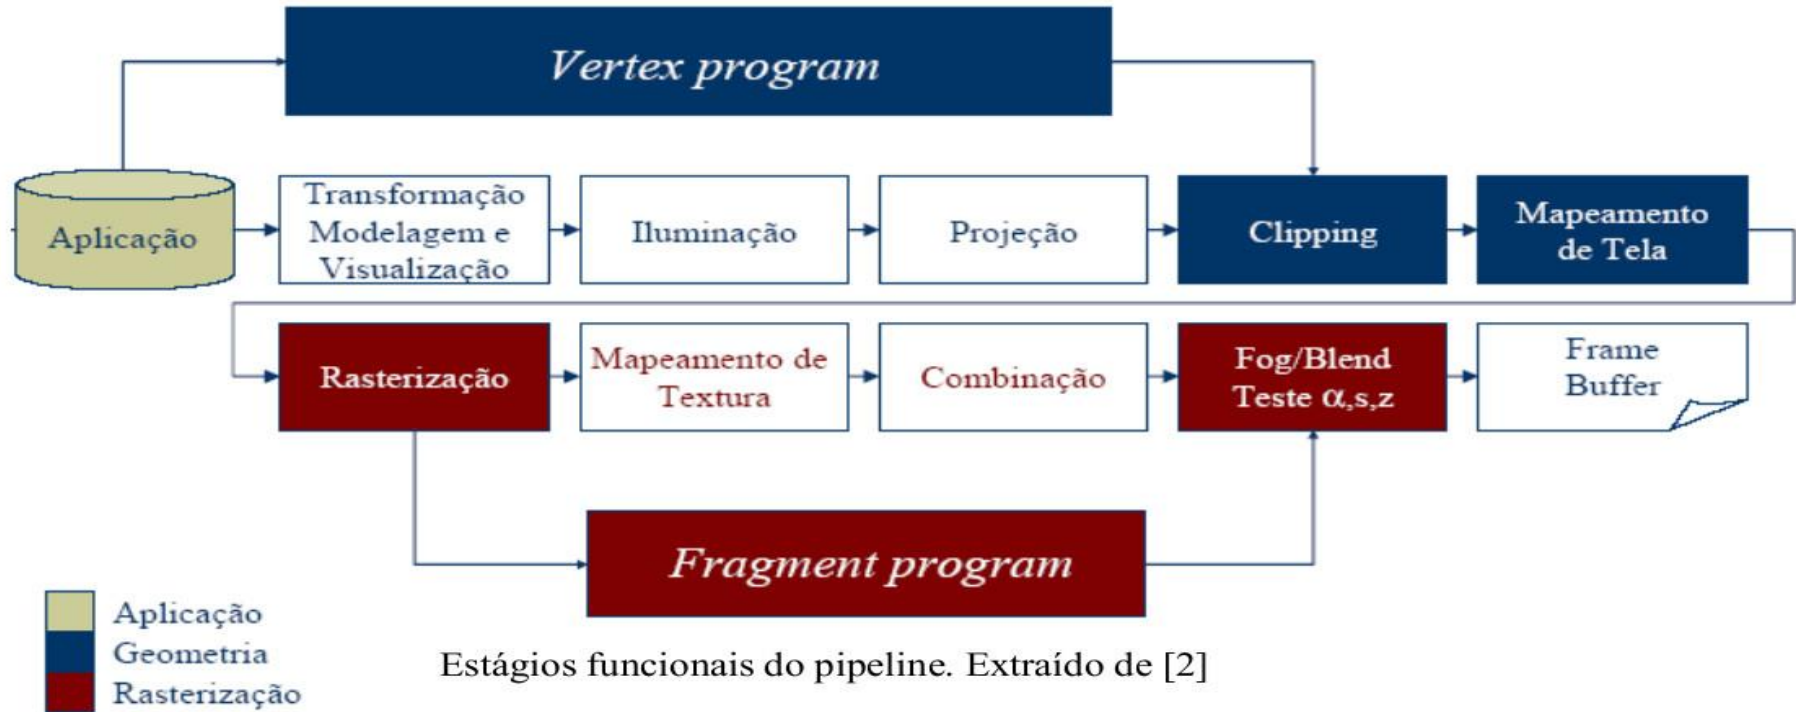 Vertex program
Aplicação
Transformação
Modelagem e
Visualização
Iluminação
Projeção
Clipping
Mapeamento
de Tela
Rasterização
Mapeamento de
Textura
Combinação
Fog/Blend
Teste α,s,z
Frame
Buffer
Fragment program
Aplicação
Geometria
Rasterização
Estágios funcionais do pipeline. Extraído de [2]